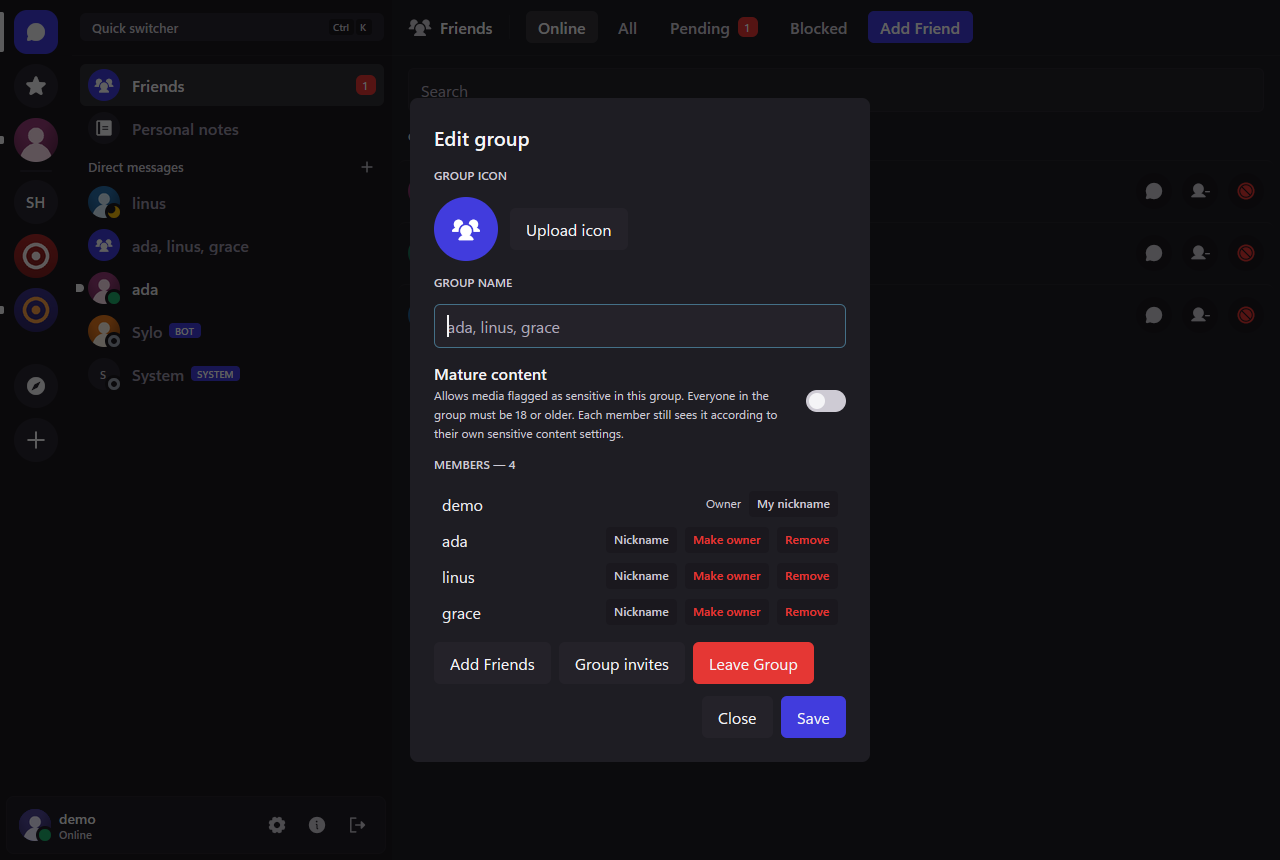 Quick switcher Ctrl K
Friends Online All Pending 1 Blocked Add Friend
Friends 1
Search
Personal notes
Direct messages
SH
linus
ada, linus, grace
ada
Sylo BOT
S System SYSTEM
demo
Online
Edit group
GROUP ICON
Upload icon
GROUP NAME
ada, linus, grace
Mature content
Allows media flagged as sensitive in this group. Everyone in the
group must be 18 or older. Each member still sees it according to
their own sensitive content settings.
MEMBERS — 4
demo Owner My nickname
ada Nickname Make owner Remove
linus Nickname Make owner Remove
grace Nickname Make owner Remove
Add Friends Group invites Leave Group
Close Save